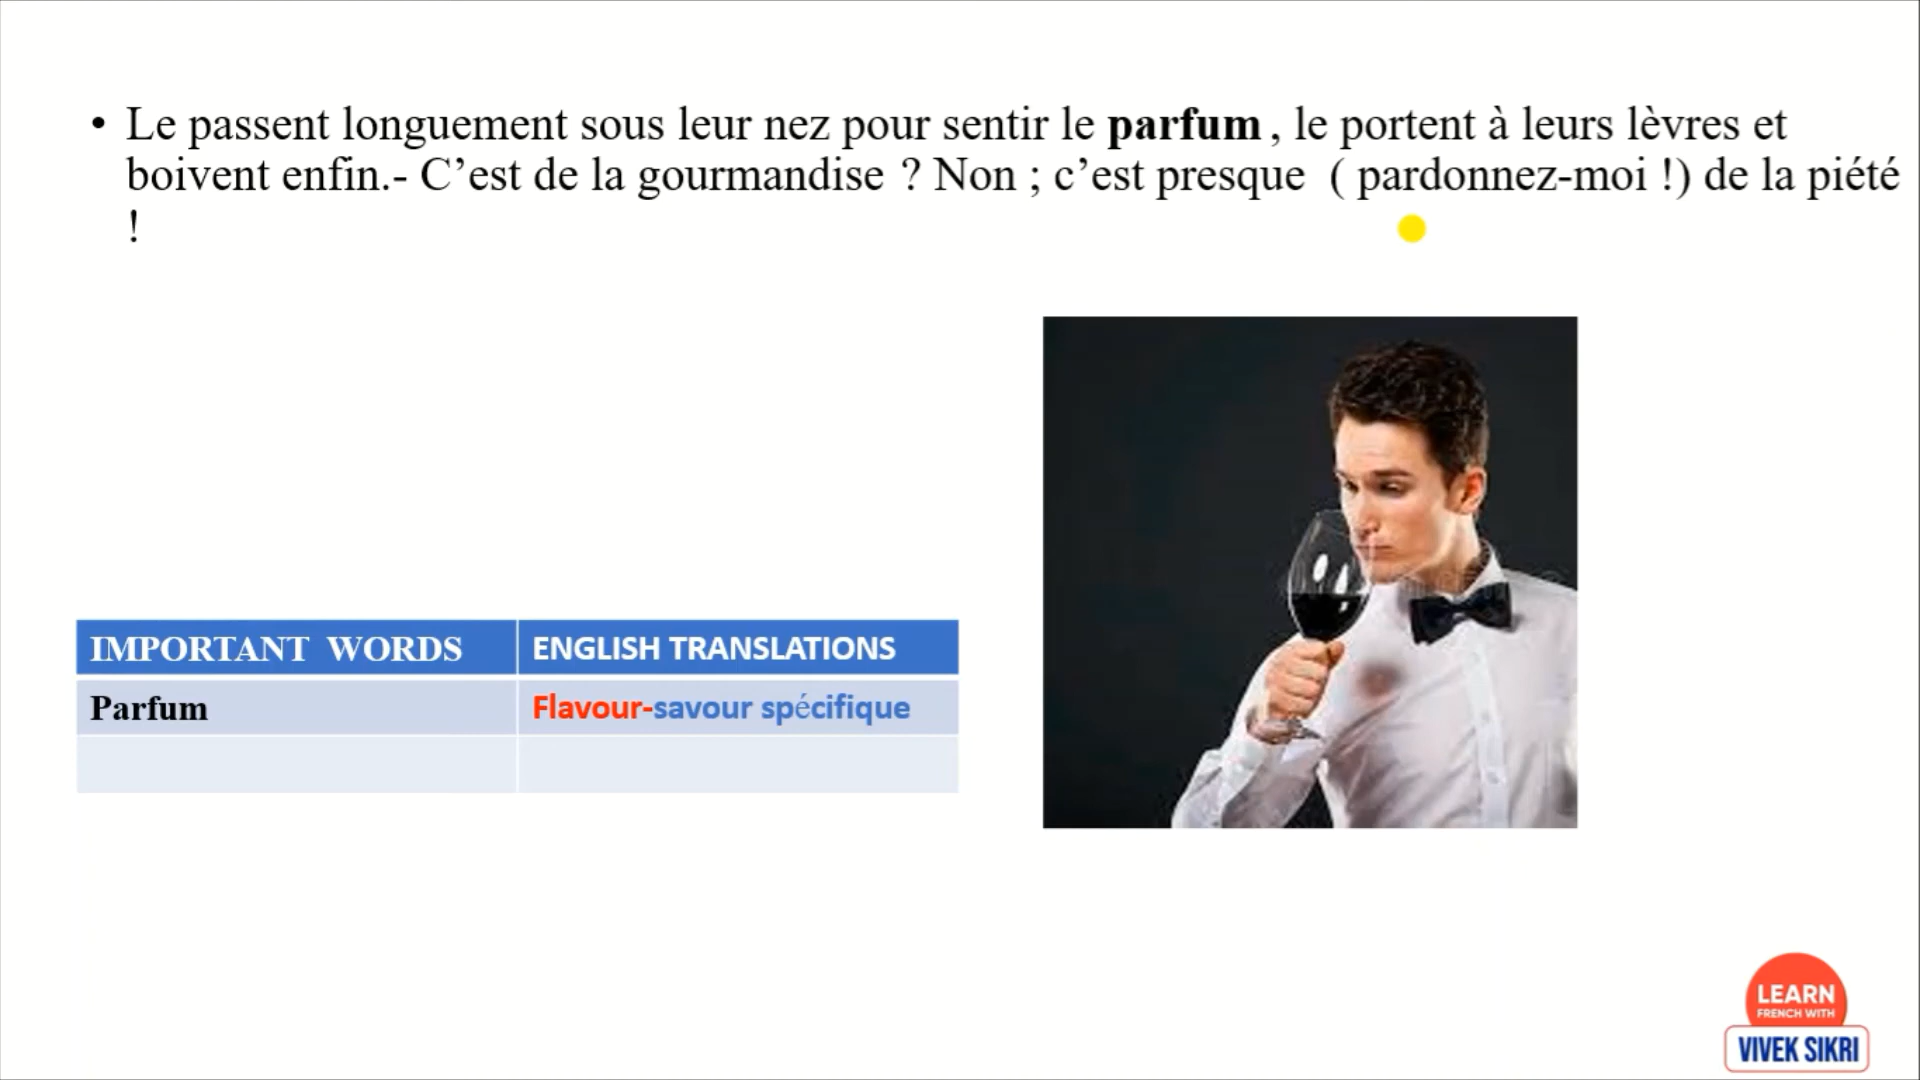 • Le passent longuement sous leur nez pour sentir le parfum , le portent à leurs lèvres et
boivent enfin.- C’est de la gourmandise ? Non ; c’est presque ( pardonnez-moi !) de la piété
!
IMPORTANT WORDS ENGLISH TRANSLATIONS
Parfum Flavour-savour spécifique
LEARN
FRENCH WITH
VIVEK SIKRI